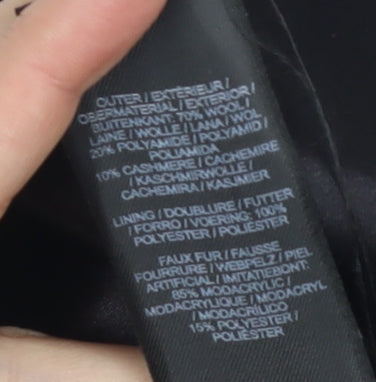 OUTER / EXTÉRIEUR /
OBERMATERIAL / EXTERIOR /
BUITENKANT: 70% WOOL /
LAINE / WOLLE / LANA / WOL
20% POLYAMIDE / POLYAMID /
POLIAMIDA
10% CASHMERE / CACHEMIRE
/ KASCHMIRWOLLE /
CACHEMIRA / KASJMIER
LINING / DOUBLURE / FUTTER
/ FORRO / VOERING: 100%
POLYESTER / POLIÉSTER
FAUX FUR / FAUSSE
FOURRURE / WEBPELZ / PIEL
ARTIFICIAL / IMITATIEBONT:
85% MODACRYLIC /
MODACRYLIQUE / MODACRYL
/ MODACRÍLICO
15% POLYESTER /
POLIÉSTER